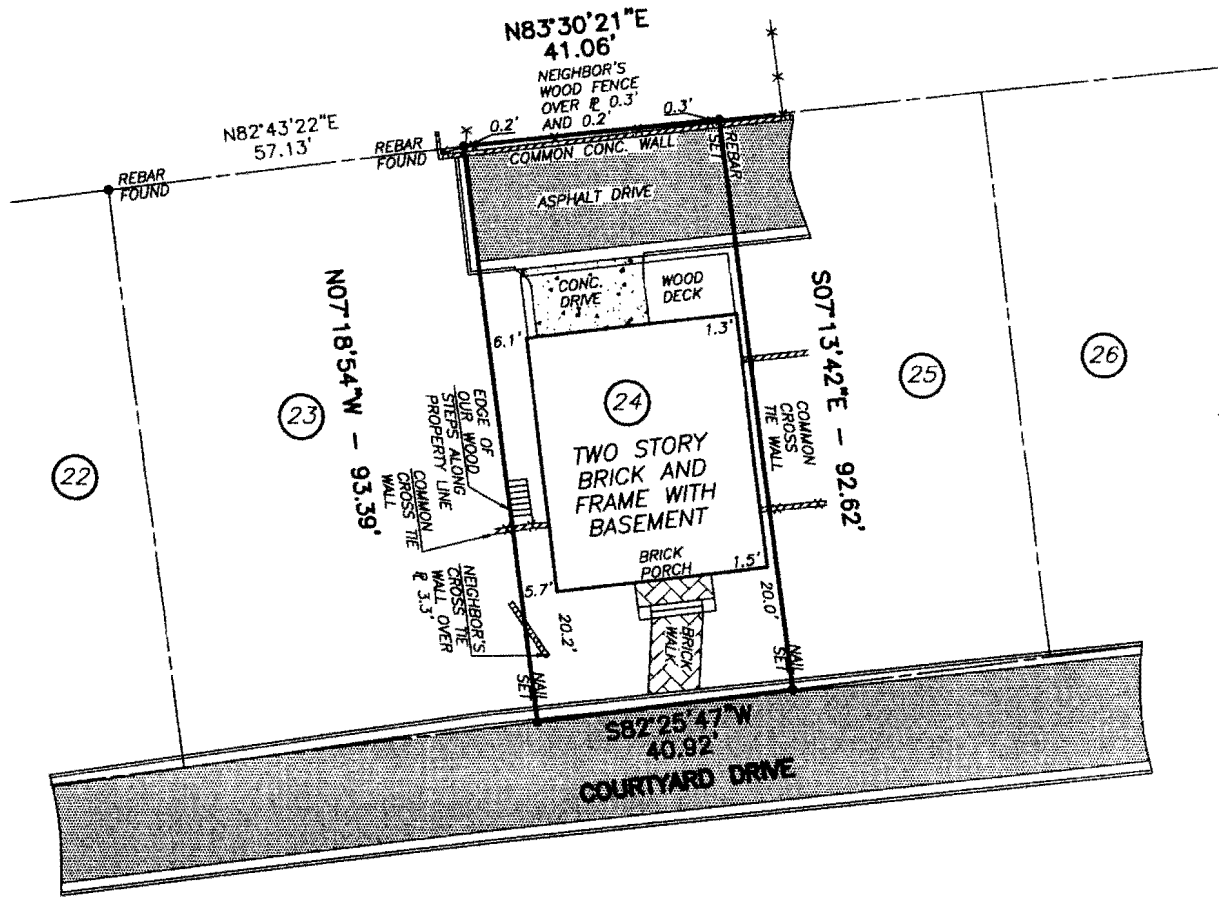 N83°30'21"E
41.06'
NEIGHBOR'S
WOOD FENCE
OVER ⅊ 0.3'
AND 0.2'
0.2'
0.3'
N82°43'22"E
57.13'
REBAR
FOUND
REBAR
FOUND
REBAR
SET
COMMON CONC. WALL
ASPHALT DRIVE
CONC.
DRIVE
WOOD
DECK
N07°18'54"W - 93.39'
S07°13'42"E - 92.62'
6.1'
1.3'
22
23
24
25
26
TWO STORY
BRICK AND
FRAME WITH
BASEMENT
EDGE OF
OUR WOOD
STEPS ALONG
PROPERTY LINE
COMMON
CROSS TIE
WALL
COMMON
CROSS
TIE WALL
NEIGHBOR'S
CROSS TIE
WALL OVER
⅊ 3.3'
BRICK
PORCH
1.5'
5.7'
20.2'
20.0'
BRICK
WALK
NAIL
SET
NAIL
SET
S82°25'47"W
40.92'
COURTYARD DRIVE